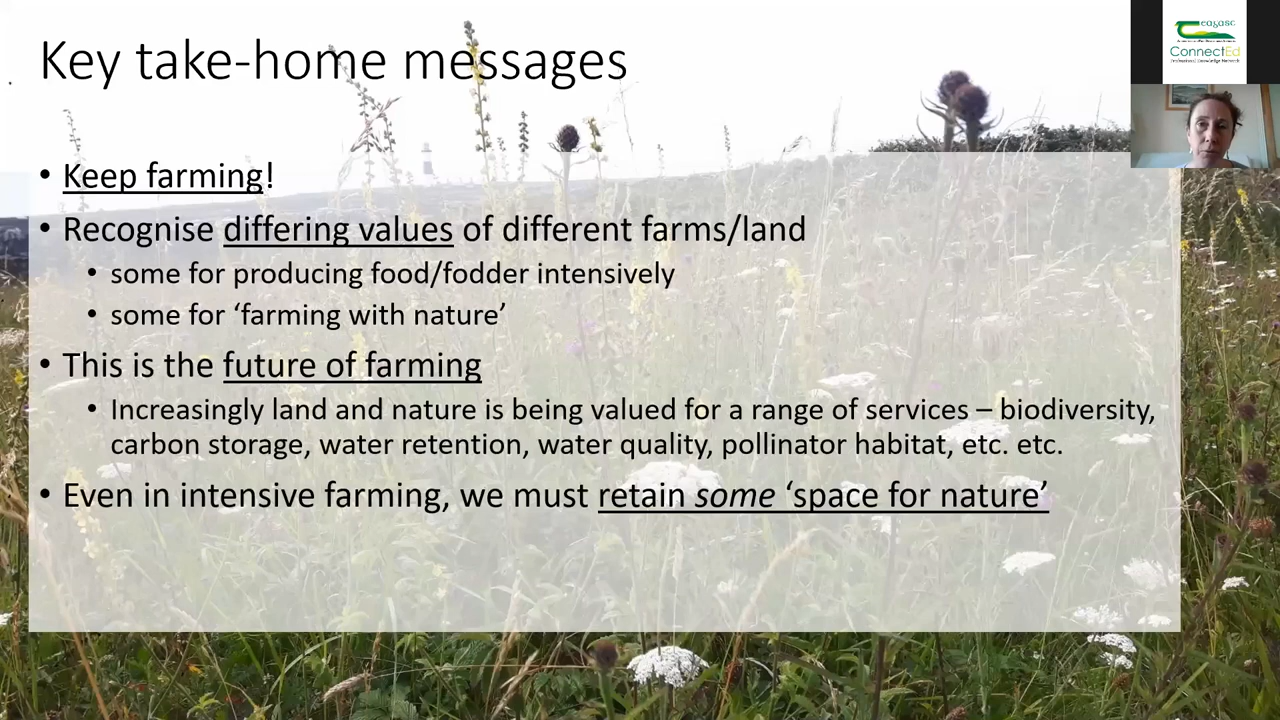 Key take-home messages
eagasc
ConnectEd
• Keep farming!
• Recognise differing values of different farms/land
• some for producing food/fodder intensively
• some for ‘farming with nature’
• This is the future of farming
• Increasingly land and nature is being valued for a range of services – biodiversity,
carbon storage, water retention, water quality, pollinator habitat, etc. etc.
• Even in intensive farming, we must retain some ‘space for nature’